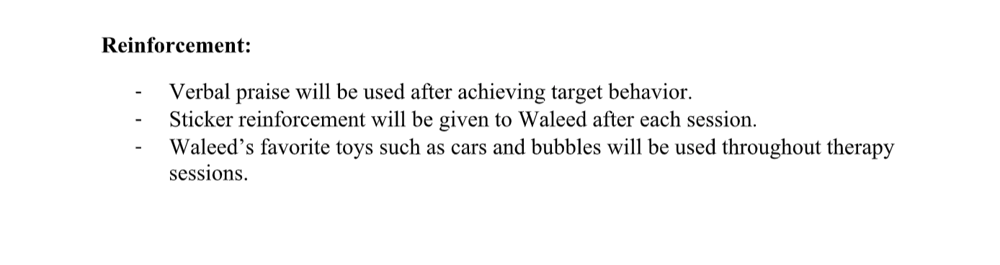 Reinforcement:
- Verbal praise will be used after achieving target behavior.
- Sticker reinforcement will be given to Waleed after each session.
- Waleed’s favorite toys such as cars and bubbles will be used throughout therapy
sessions.